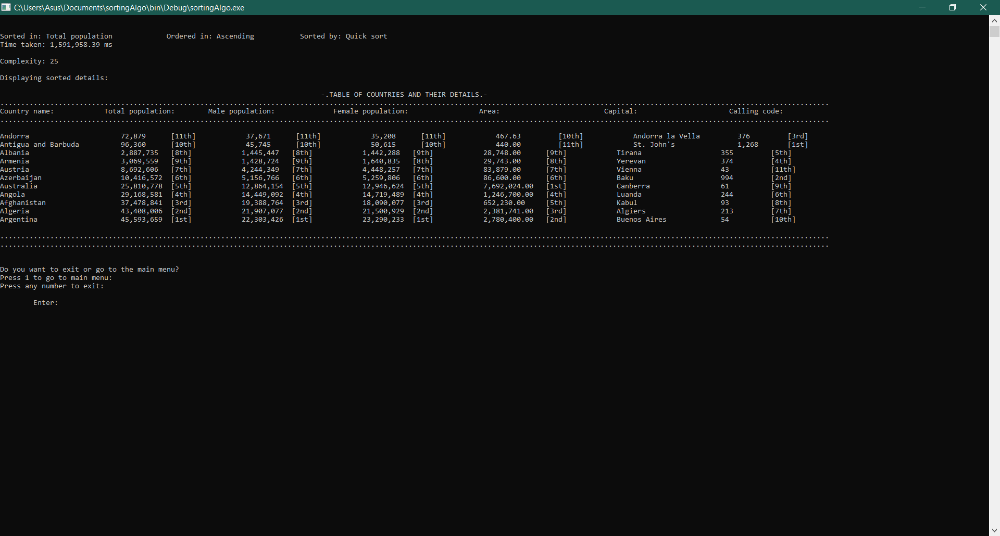 C:\Users\Asus\Documents\sortingAlgo\bin\Debug\sortingAlgo.exe
Sorted in: Total population Ordered in: Ascending Sorted by: Quick sort
Time taken: 1,591,958.39 ms
Complexity: 25
Displaying sorted details:
-.TABLE OF COUNTRIES AND THEIR DETAILS.-
Country name: Total population: Male population: Female population: Area: Capital: Calling code:
Andorra 72,879 [11th] 37,671 [11th] 35,208 [11th] 467.63 [10th] Andorra la Vella 376 [3rd]
Antigua and Barbuda 96,360 [10th] 45,745 [10th] 50,615 [10th] 440.00 [11th] St. John's 1,268 [1st]
Albania 2,887,735 [8th] 1,445,447 [8th] 1,442,288 [9th] 28,748.00 [9th] Tirana 355 [5th]
Armenia 3,069,559 [9th] 1,428,724 [9th] 1,640,835 [8th] 29,743.00 [8th] Yerevan 374 [4th]
Austria 8,692,606 [7th] 4,244,349 [7th] 4,448,257 [7th] 83,879.00 [7th] Vienna 43 [11th]
Azerbaijan 10,416,572 [6th] 5,156,766 [6th] 5,259,806 [6th] 86,600.00 [6th] Baku 994 [2nd]
Australia 25,810,778 [5th] 12,864,154 [5th] 12,946,624 [5th] 7,692,024.00 [1st] Canberra 61 [9th]
Angola 29,168,581 [4th] 14,449,092 [4th] 14,719,489 [4th] 1,246,700.00 [4th] Luanda 244 [6th]
Afghanistan 37,478,841 [3rd] 19,388,764 [3rd] 18,090,077 [3rd] 652,230.00 [5th] Kabul 93 [8th]
Algeria 43,408,006 [2nd] 21,907,077 [2nd] 21,500,929 [2nd] 2,381,741.00 [3rd] Algiers 213 [7th]
Argentina 45,593,659 [1st] 22,303,426 [1st] 23,290,233 [1st] 2,780,400.00 [2nd] Buenos Aires 54 [10th]
Do you want to exit or go to the main menu?
Press 1 to go to main menu:
Press any number to exit:
Enter: